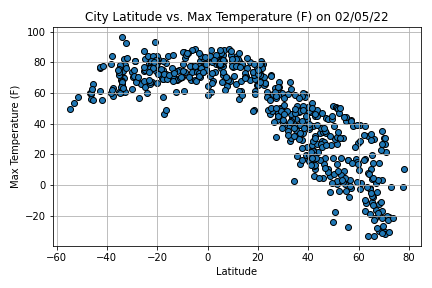 City Latitude vs. Max Temperature (F) on 02/05/22
100
80
60
40
20
0
−20
Max Temperature (F)
−60 −40 −20 0 20 40 60 80
Latitude